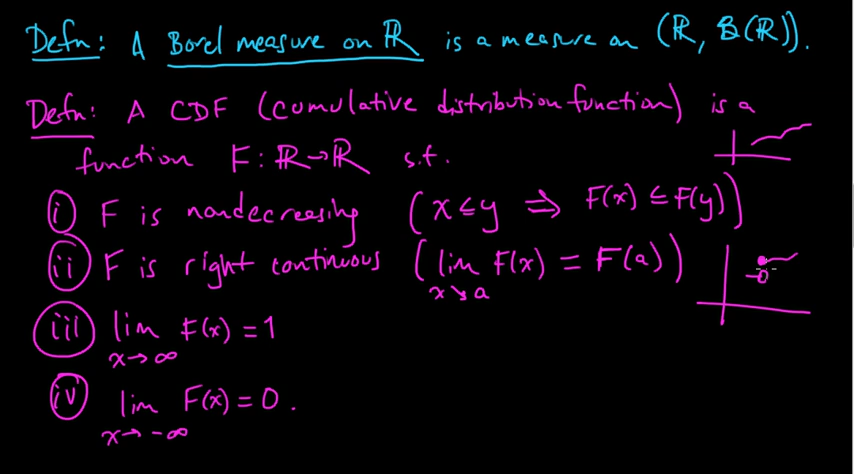 Defn: A Borel measure on ℝ is a measure on (ℝ, B(ℝ)).
Defn: A CDF (cumulative distribution function) is a
function F: ℝ→ℝ s.t.
(i) F is nondecreasing (x ≤ y ⇒ F(x) ≤ F(y))
(ii) F is right continuous (lim F(x) = F(a))
x↘a
(iii) lim F(x) = 1
x→∞
(iv) lim F(x) = 0.
x→-∞